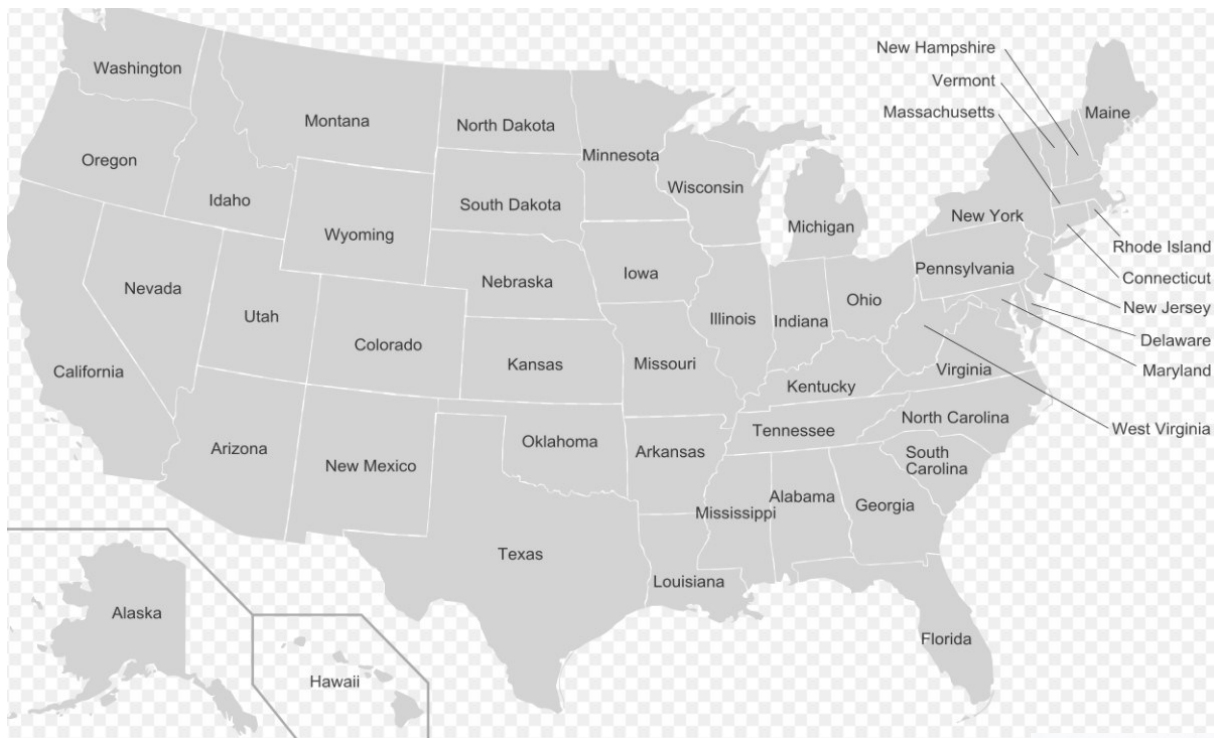 New Hampshire
Washington
Vermont
Massachusetts
Maine
Montana
North Dakota
Minnesota
Oregon
Wisconsin
Idaho
South Dakota
New York
Michigan
Wyoming
Rhode Island
Pennsylvania
Iowa
Nebraska
Connecticut
Nevada
Ohio
New Jersey
Utah
Illinois
Indiana
Colorado
Delaware
Kansas
Missouri
Virginia
California
Maryland
Kentucky
North Carolina
West Virginia
Tennessee
Oklahoma
Arizona
Arkansas
South
Carolina
New Mexico
Alabama
Georgia
Mississippi
Texas
Louisiana
Alaska
Florida
Hawaii